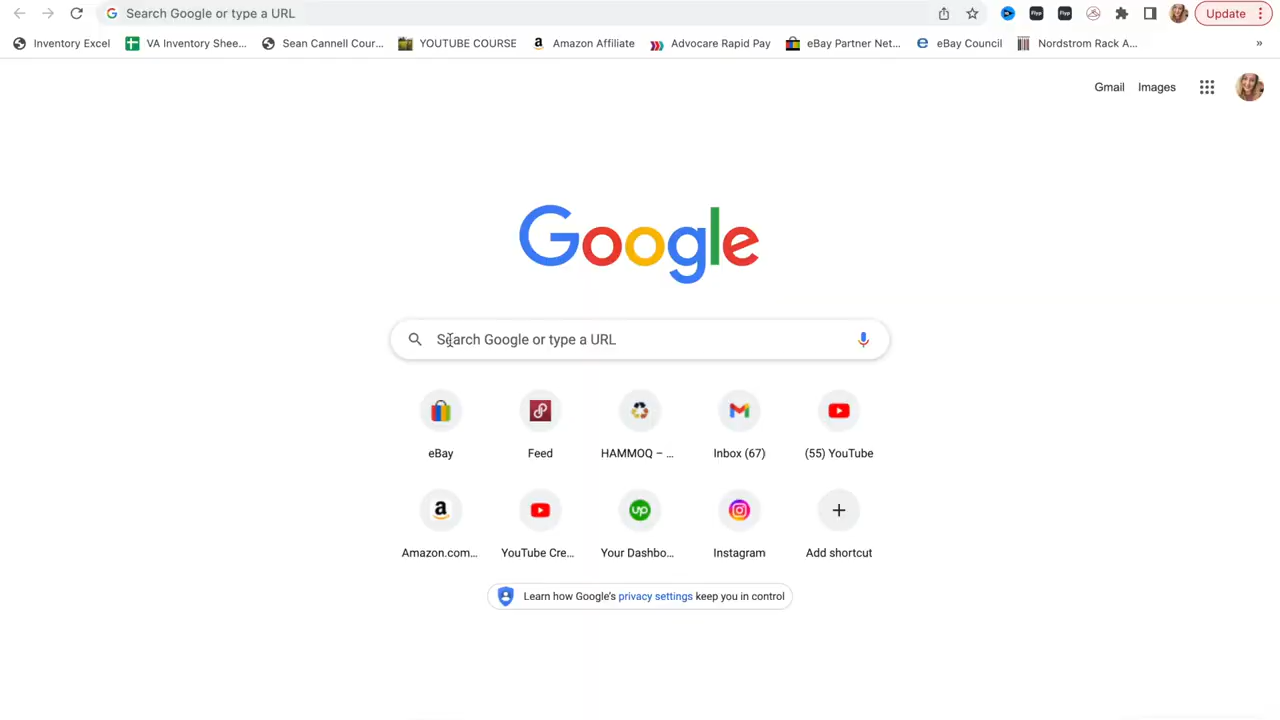 Search Google or type a URL
Flyp
Flyp
Update
Inventory Excel
VA Inventory Shee...
Sean Cannell Cour...
YOUTUBE COURSE
Amazon Affiliate
Advocare Rapid Pay
eBay Partner Net...
eBay Council
Nordstrom Rack A...
»
Gmail
Images
Google
Search Google or type a URL
eBay
Feed
HAMMOQ – ...
Inbox (67)
(55) YouTube
up
Amazon.com...
YouTube Cre...
Your Dashbo...
Instagram
Add shortcut
Learn how Google's privacy settings keep you in control